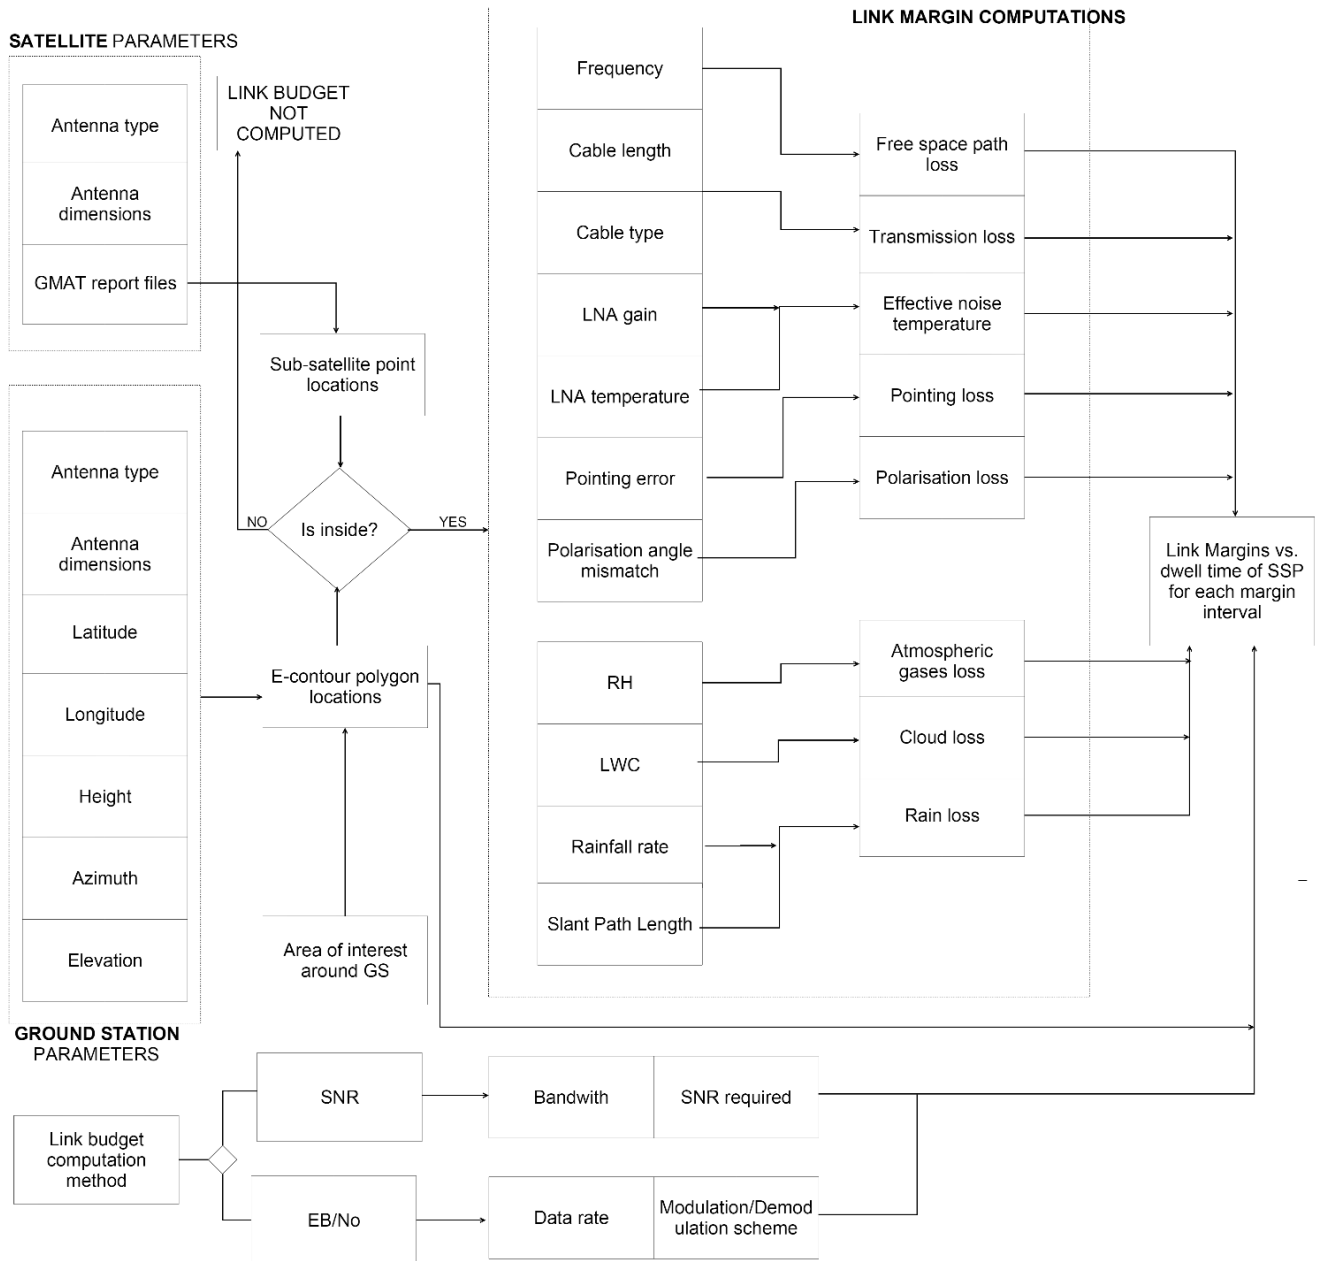 SATELLITE PARAMETERS
Antenna type
Antenna
dimensions
GMAT report files
LINK BUDGET
NOT
COMPUTED
Sub-satellite point
locations
Is inside?
NO
YES
E-contour polygon
locations
Area of interest
around GS
Antenna type
Antenna
dimensions
Latitude
Longitude
Height
Azimuth
Elevation
GROUND STATION
PARAMETERS
LINK MARGIN COMPUTATIONS
Frequency
Cable length
Cable type
LNA gain
LNA temperature
Pointing error
Polarisation angle
mismatch
RH
LWC
Rainfall rate
Slant Path Length
Free space path
loss
Transmission loss
Effective noise
temperature
Pointing loss
Polarisation loss
Atmospheric
gases loss
Cloud loss
Rain loss
Link Margins vs.
dwell time of SSP
for each margin
interval
Link budget
computation
method
SNR
Bandwith
SNR required
EB/No
Data rate
Modulation/Demod
ulation scheme